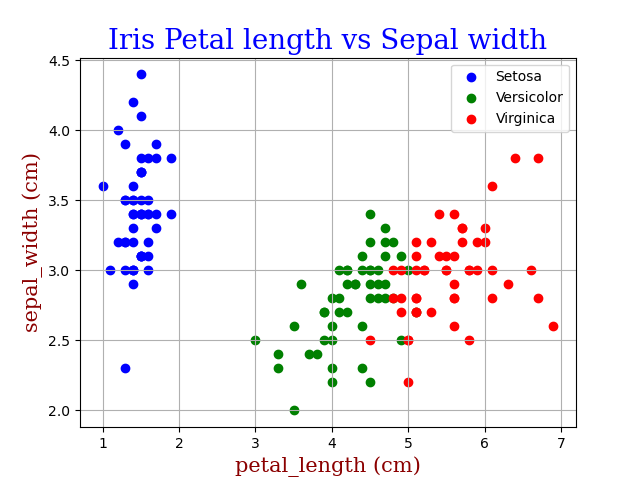 Iris Petal length vs Sepal width
Setosa
Versicolor
Virginica
sepal_width (cm)
4.5
4.0
3.5
3.0
2.5
2.0
1 2 3 4 5 6 7
petal_length (cm)